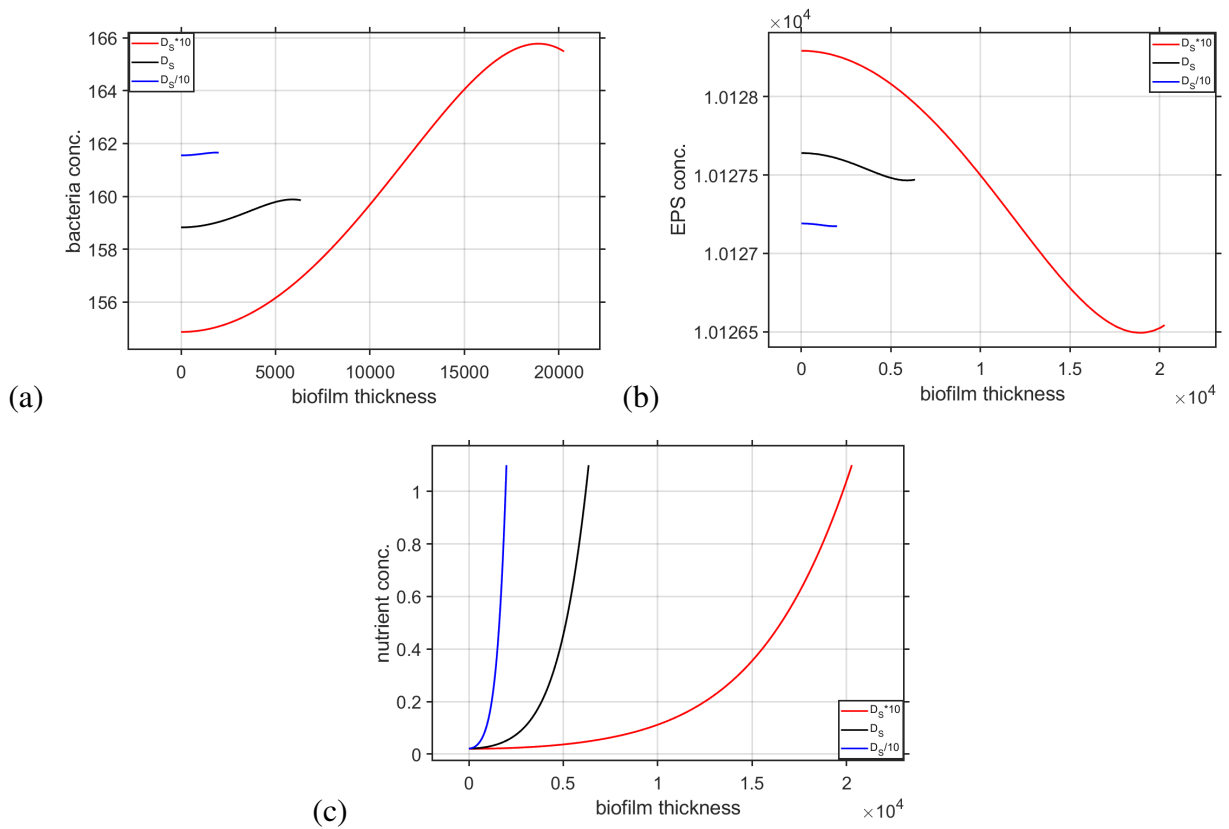 166
164
162
160
158
156
bacteria conc.
D_S*10
D_S
D_S/10
0
5000
10000
15000
20000
biofilm thickness
(a)
×10^4
1.0128
1.01275
1.0127
1.01265
EPS conc.
D_S*10
D_S
D_S/10
0
0.5
1
1.5
2
biofilm thickness
×10^4
(b)
1
0.8
0.6
0.4
0.2
0
nutrient conc.
D_S*10
D_S
D_S/10
0
0.5
1
1.5
2
biofilm thickness
×10^4
(c)